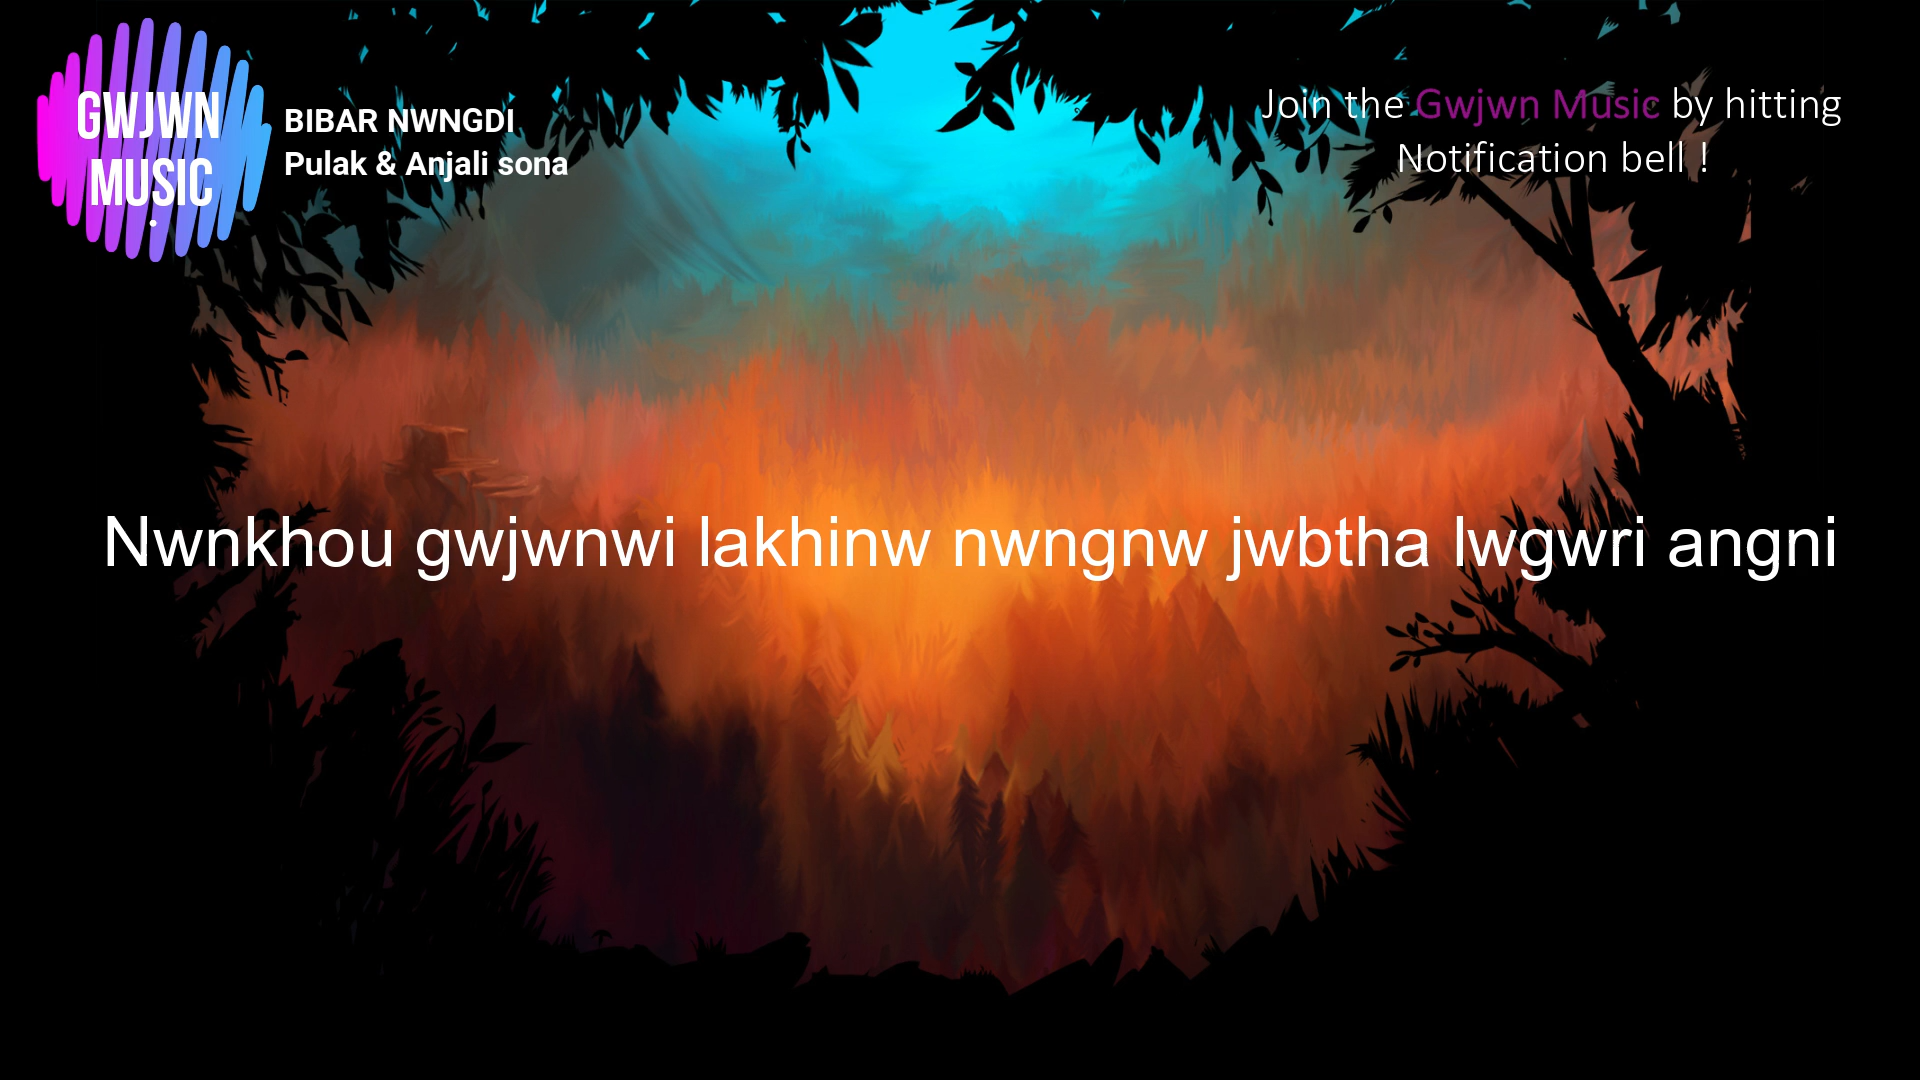 GWJWN
MUSIC
BIBAR NWNGDI
Pulak & Anjali sona
Join the Gwjwn Music by hitting
Notification bell !
Nwnkhou gwjwnwi lakhinw nwngnw jwbtha lwgwri angni